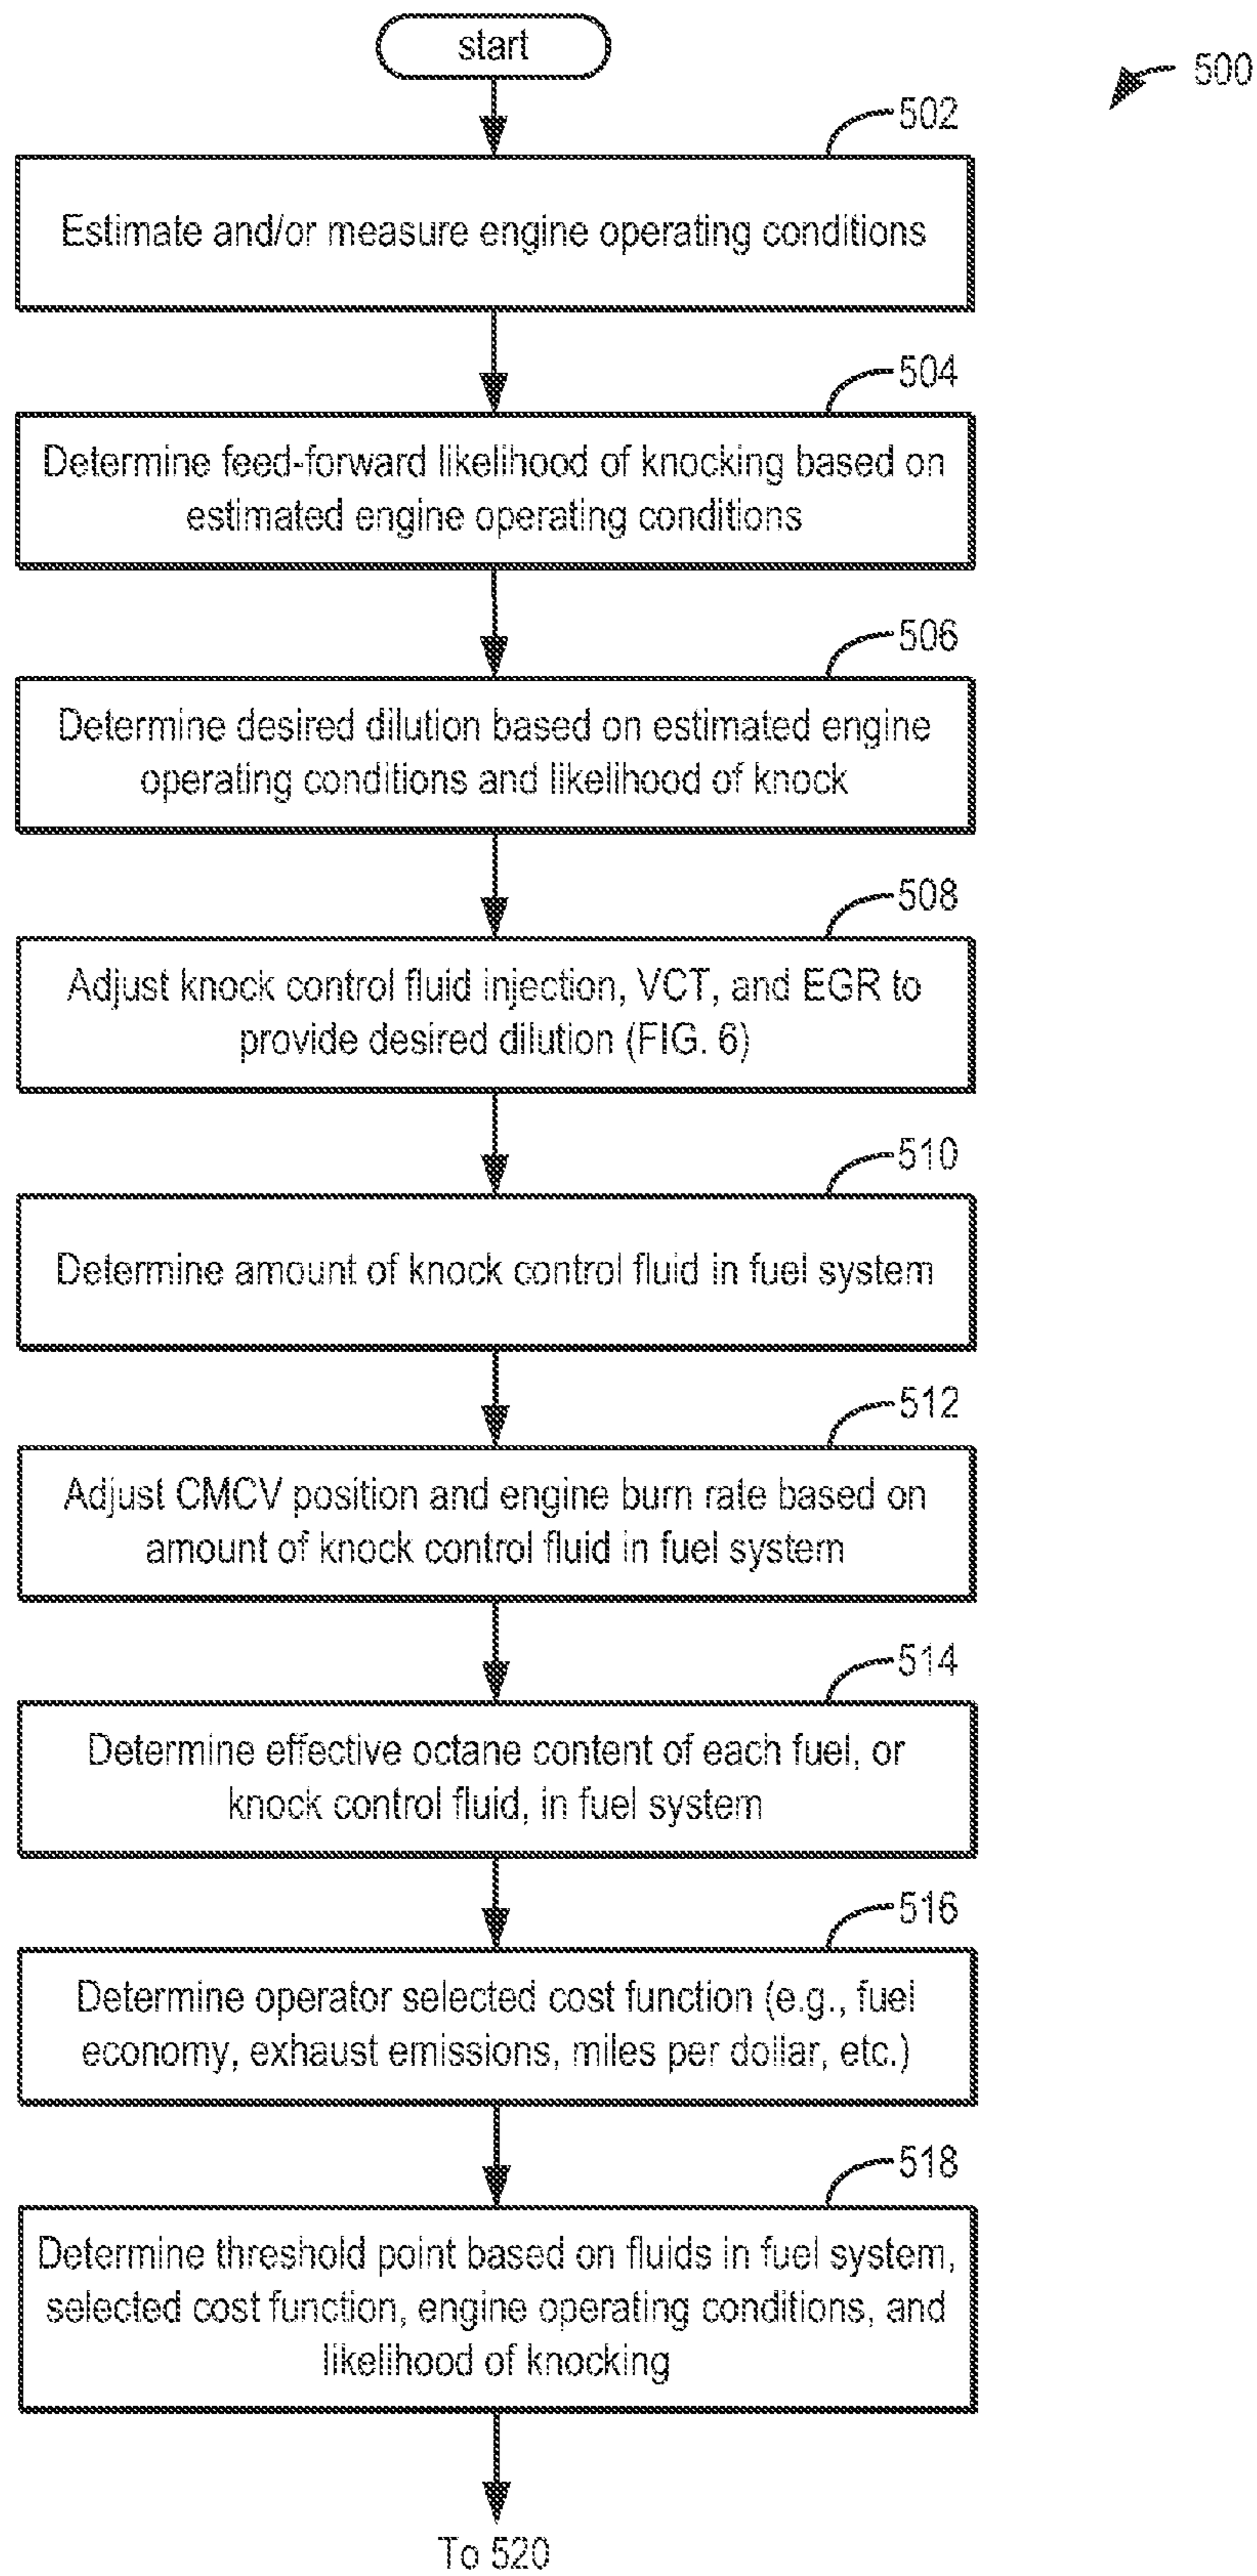 start
500
502
Estimate and/or measure engine operating conditions
504
Determine feed-forward likelihood of knocking based on
estimated engine operating conditions
506
Determine desired dilution based on estimated engine
operating conditions and likelihood of knock
508
Adjust knock control fluid injection, VCT, and EGR to
provide desired dilution (FIG. 6)
510
Determine amount of knock control fluid in fuel system
512
Adjust CMCV position and engine burn rate based on
amount of knock control fluid in fuel system
514
Determine effective octane content of each fuel, or
knock control fluid, in fuel system
516
Determine operator selected cost function (e.g., fuel
economy, exhaust emissions, miles per dollar, etc.)
518
Determine threshold point based on fluids in fuel system,
selected cost function, engine operating conditions, and
likelihood of knocking
To 520